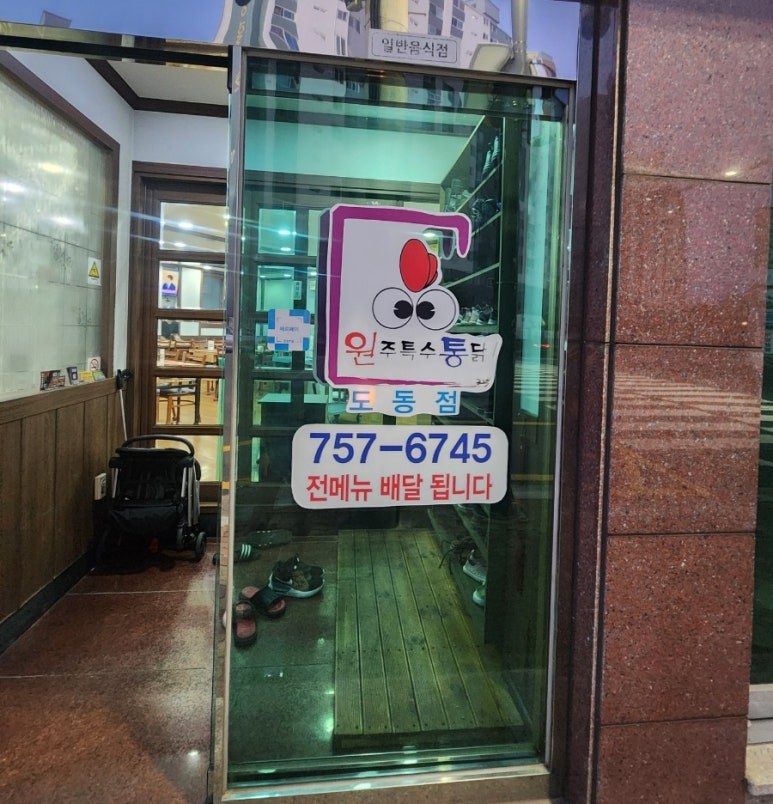 일반음식점
원주특수통닭
도동점
757-6745
전메뉴 배달 됩니다